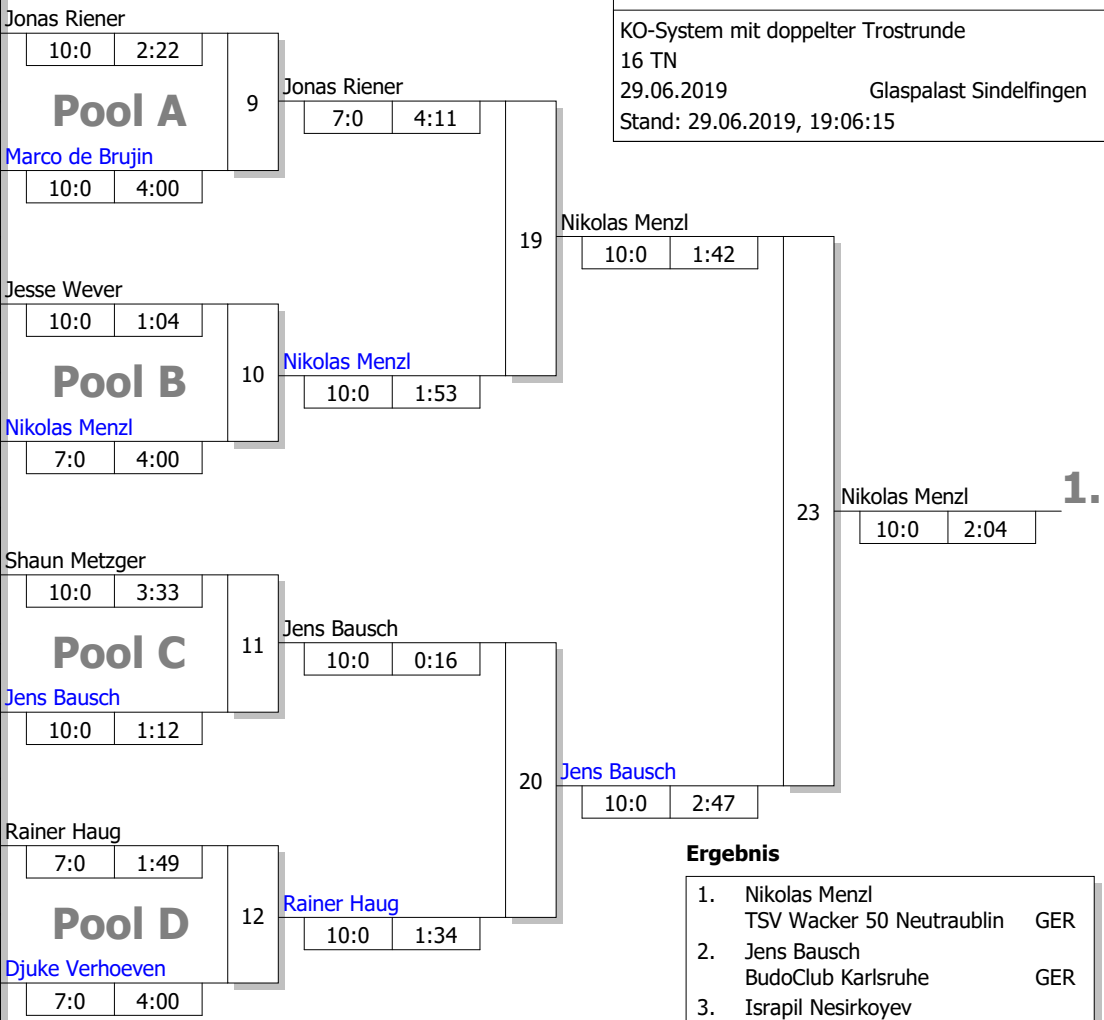 Jonas Riener
10:0 2:22
Pool A
9
Marco de Brujin
10:0 4:00
Jonas Riener
7:0 4:11
KO-System mit doppelter Trostrunde
16 TN
29.06.2019 Glaspalast Sindelfingen
Stand: 29.06.2019, 19:06:15
19
Nikolas Menzl
10:0 1:42
Jesse Wever
10:0 1:04
Pool B
10
Nikolas Menzl
7:0 4:00
Nikolas Menzl
10:0 1:53
23
Nikolas Menzl
10:0 2:04
1.
Shaun Metzger
10:0 3:33
Pool C
11
Jens Bausch
10:0 1:12
Jens Bausch
10:0 0:16
20
Jens Bausch
10:0 2:47
Rainer Haug
7:0 1:49
Pool D
12
Djuke Verhoeven
7:0 4:00
Rainer Haug
10:0 1:34
Ergebnis
1. Nikolas Menzl
TSV Wacker 50 Neutraublin GER
2. Jens Bausch
BudoClub Karlsruhe GER
3. Israpil Nesirkoyev